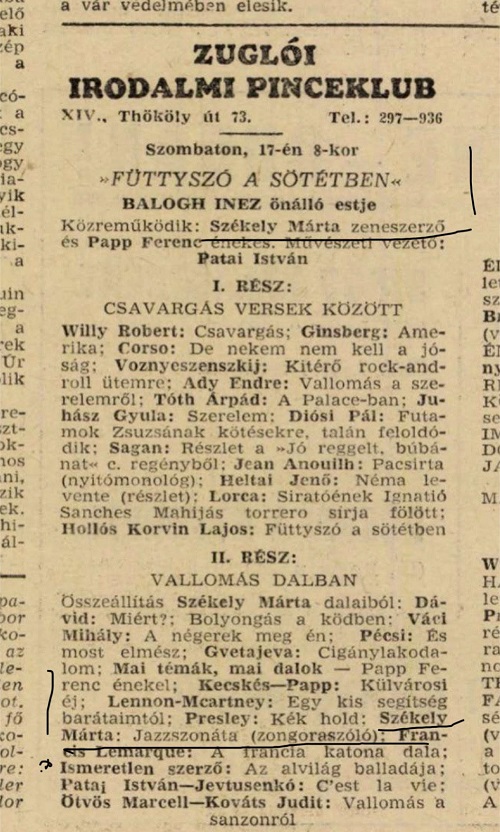 a vár védelmében elesik.
ZUGLÓI
IRODALMI PINCEKLUB
XIV., Thököly út 73. Tel.: 297—936
Szombaton, 17-én 8-kor
»FÜTTYSZÓ A SÖTÉTBEN«
BALOGH INEZ önálló estje
Közreműködik: Székely Márta zeneszerző
és Papp Ferenc énekes. Művészeti vezető:
Patai István
I. RÉSZ:
CSAVARGÁS VERSEK KÖZÖTT
Willy Robert: Csavargás; Ginsberg: Ame-
rika; Corso: De nekem nem kell a jó-
ság; Voznyeszenszkij: Kitérő rock-and-
roll ütemre; Ady Endre: Vallomás a sze-
relemről; Tóth Árpád: A Palace-ban; Ju-
hász Gyula: Szerelem; Diósi Pál: Futa-
mok Zsuzsának kötésekre, talán feloldó-
dik; Sagan: Részlet a »Jó reggelt, búbá-
nat« c. regényből; Jean Anouilh: Pacsirta
(nyitómonológ); Heltai Jenő: Néma le-
vente (részlet); Lorca: Siratóének Ignatió
Sanches Mahijás torrero sírja fölött;
Hollós Korvin Lajos: Füttyszó a sötétben
II. RÉSZ:
VALLOMÁS DALBAN
Összeállítás Székely Márta dalaiból: Dá-
vid: Miért?; Bolyongás a ködben; Váci
Mihály: A négerek meg én; Pécsi: És
most elmész; Gvetajeva: Cigánylakoda-
lom; Mai témák, mai dalok — Papp Fe-
renc énekel; Kecskés—Papp: Külvárosi
éj; Lennon-Mcartney: Egy kis segítség
barátaimtól; Presley: Kék hold; Székely
Márta: Jazzszonáta (zongoraszóló); Fran-
cis Lemarque: A francia katona dala;
Ismeretlen szerző: Az alvilág balladája;
Patai István—Jevtusenkó: C'est la vie;
Ötvös Marcell—Kováts Judit: Vallomás a
sanzonról